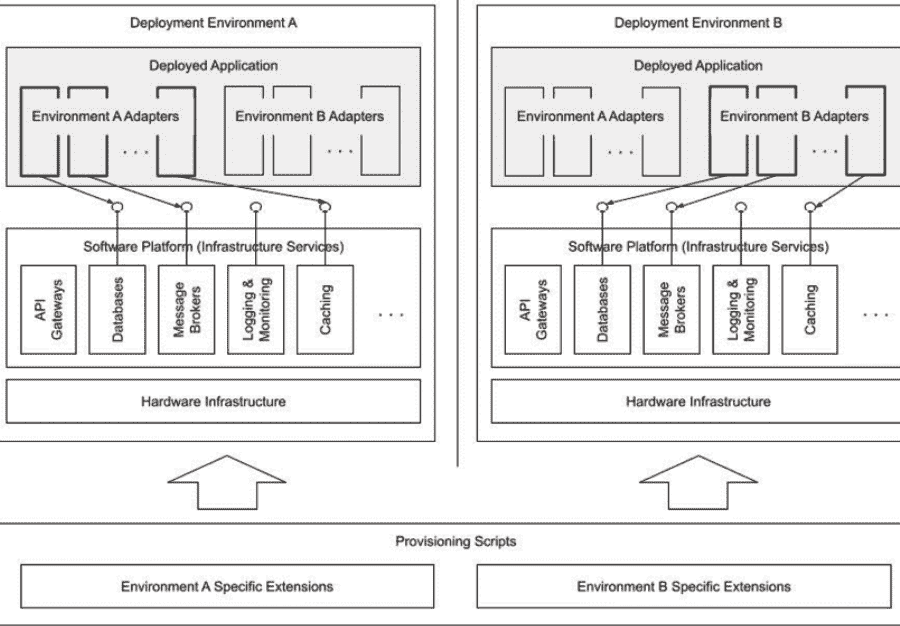 Deployment Environment A
Deployed Application
Environment A Adapters
Environment B Adapters
. . .
. . .
Software Platform (Infrastructure Services)
API
Gateways
Databases
Message
Brokers
Logging &
Monitoring
Caching
. . .
Hardware Infrastructure
Deployment Environment B
Deployed Application
Environment A Adapters
Environment B Adapters
. . .
. . .
Software Platform (Infrastructure Services)
API
Gateways
Databases
Message
Brokers
Logging &
Monitoring
Caching
. . .
Hardware Infrastructure
Provisioning Scripts
Environment A Specific Extensions
Environment B Specific Extensions